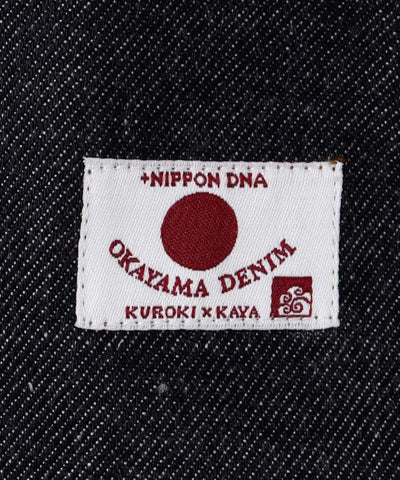 +NIPPON DNA
OKAYAMA DENIM
KUROKI×KAYA